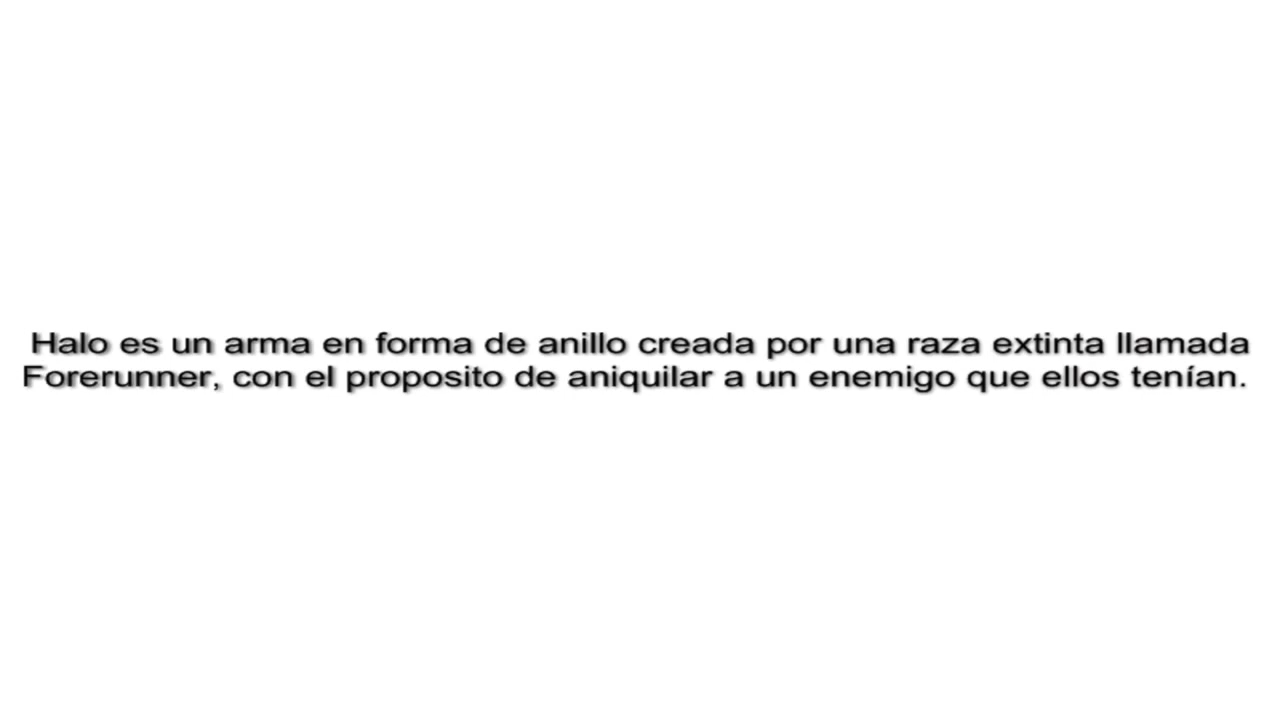 Halo es un arma en forma de anillo creada por una raza extinta llamada
Forerunner, con el proposito de aniquilar a un enemigo que ellos tenían.